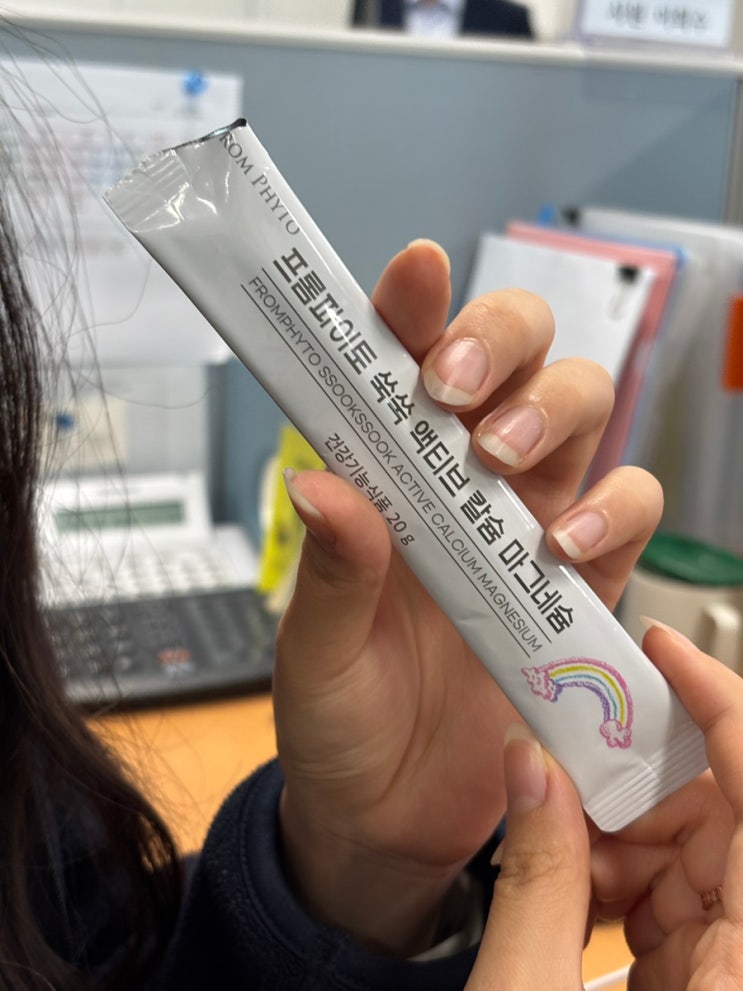 ROM PHYTO
프롬파이토 쑥쑥 액티브 칼슘 마그네슘
FROMPHYTO SSOOKSSOOK ACTIVE CALCIUM MAGNESIUM
건강기능식품 20 g